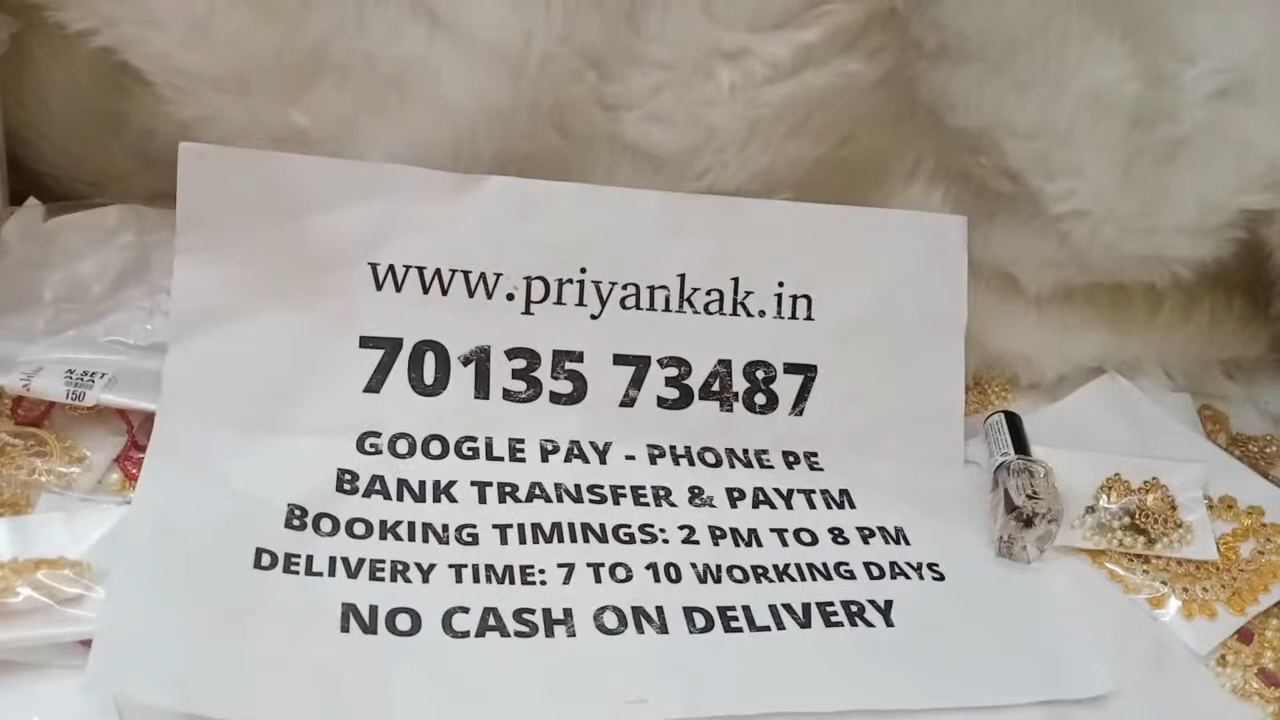 www.priyankak.in
70135 73487
GOOGLE PAY - PHONE PE
BANK TRANSFER & PAYTM
BOOKING TIMINGS: 2 PM TO 8 PM
DELIVERY TIME: 7 TO 10 WORKING DAYS
NO CASH ON DELIVERY
N.SET
AAA
150